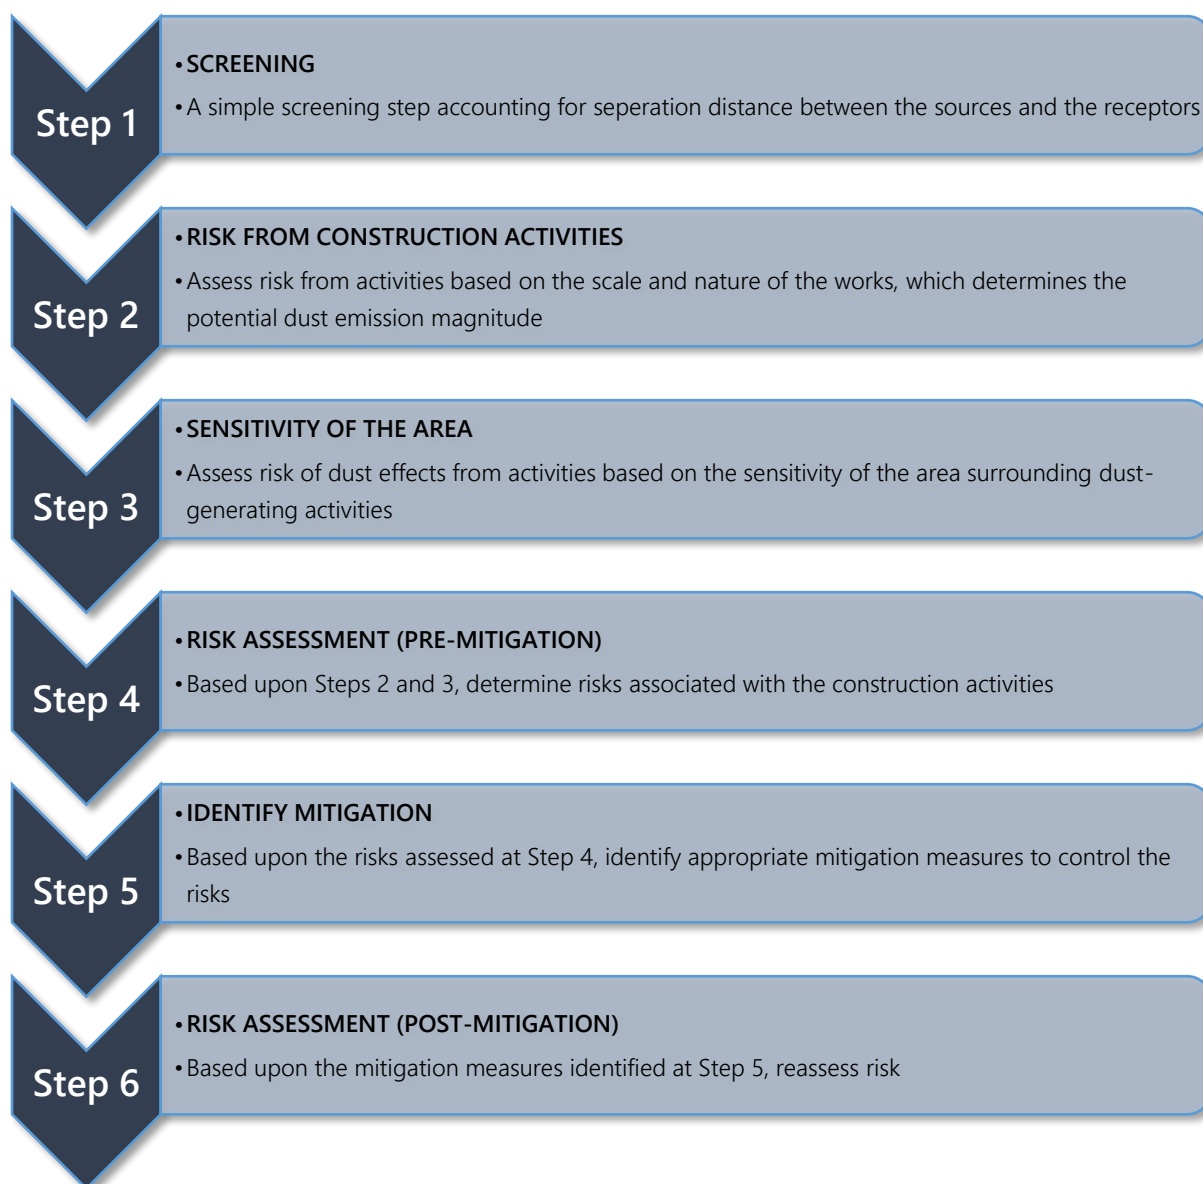 Step 1
• SCREENING
• A simple screening step accounting for seperation distance between the sources and the receptors
Step 2
• RISK FROM CONSTRUCTION ACTIVITIES
• Assess risk from activities based on the scale and nature of the works, which determines the
potential dust emission magnitude
Step 3
• SENSITIVITY OF THE AREA
• Assess risk of dust effects from activities based on the sensitivity of the area surrounding dust-
generating activities
Step 4
• RISK ASSESSMENT (PRE-MITIGATION)
• Based upon Steps 2 and 3, determine risks associated with the construction activities
Step 5
• IDENTIFY MITIGATION
• Based upon the risks assessed at Step 4, identify appropriate mitigation measures to control the
risks
Step 6
• RISK ASSESSMENT (POST-MITIGATION)
• Based upon the mitigation measures identified at Step 5, reassess risk